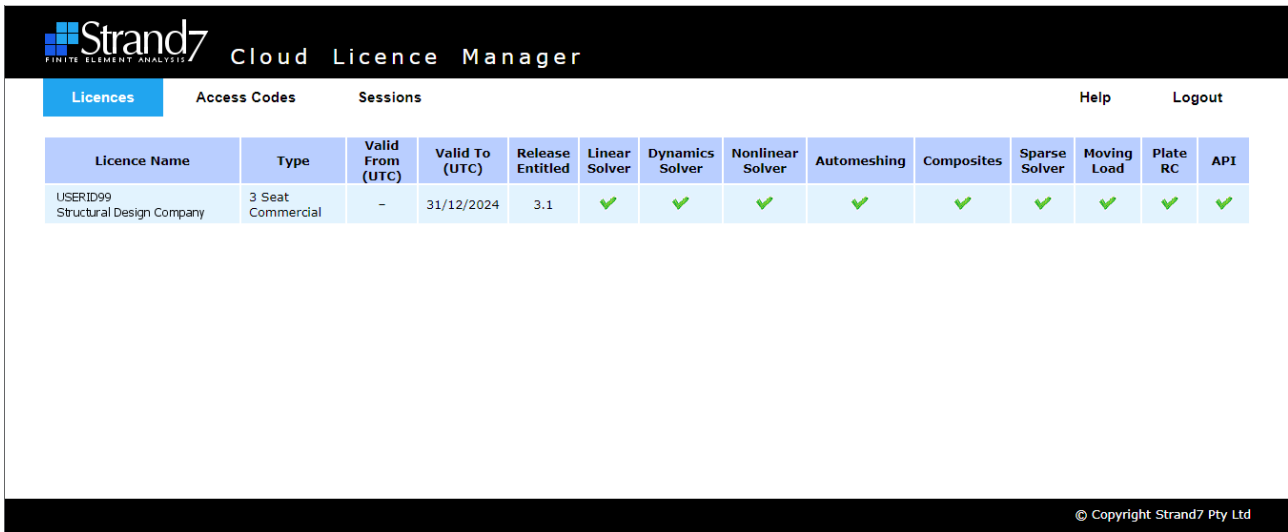 Strand7
FINITE ELEMENT ANALYSIS
Cloud Licence Manager
Licences Access Codes Sessions Help Logout
Licence Name Type Valid From (UTC) Valid To (UTC) Release Entitled Linear Solver Dynamics Solver Nonlinear Solver Automeshing Composites Sparse Solver Moving Load Plate RC API
USERID99 Structural Design Company 3 Seat Commercial – 31/12/2024 3.1
© Copyright Strand7 Pty Ltd